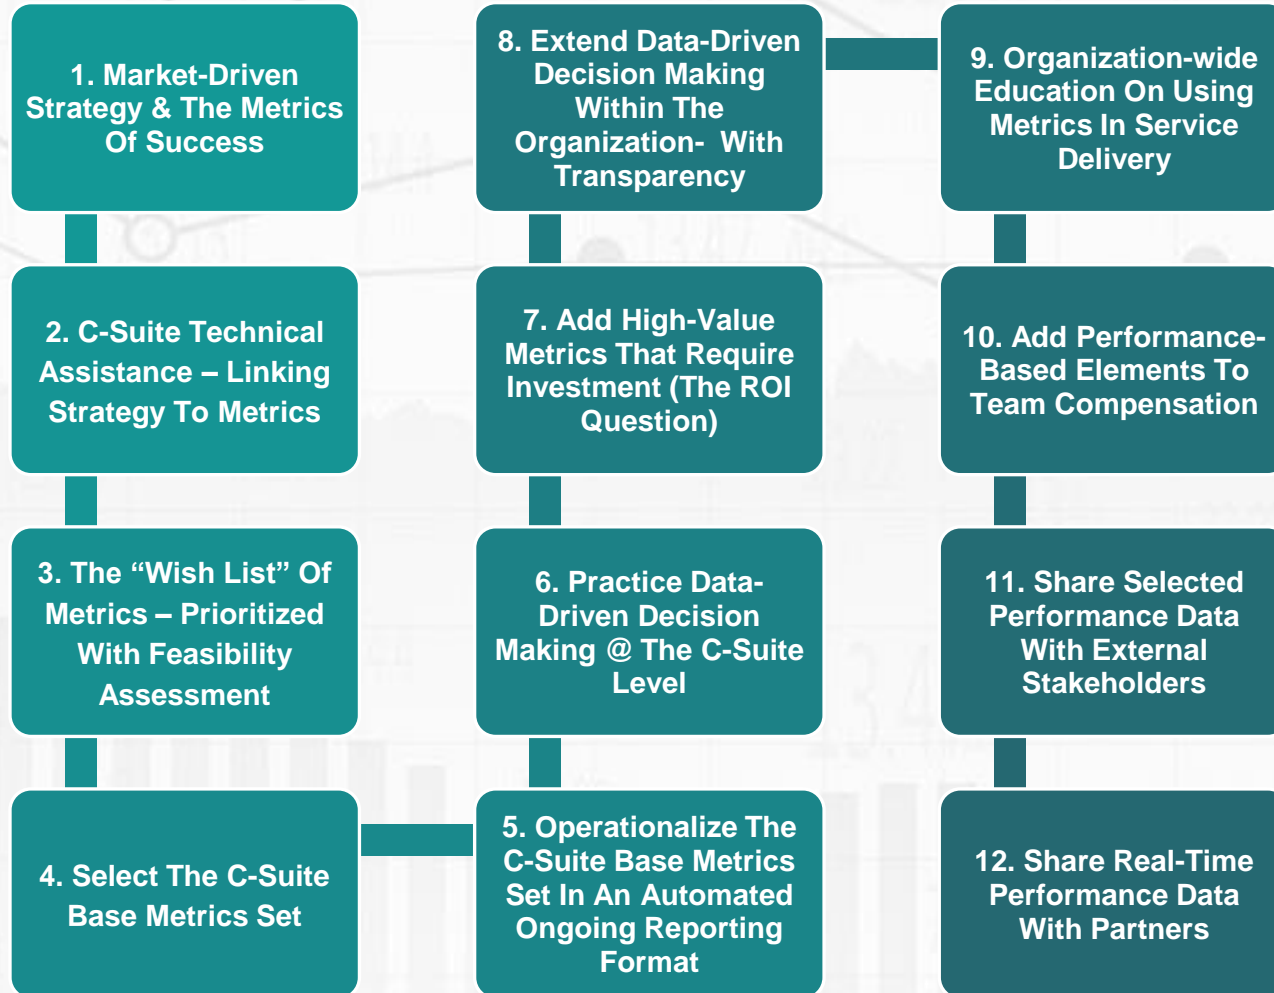 1. Market-Driven
Strategy & The Metrics
Of Success
2. C-Suite Technical
Assistance – Linking
Strategy To Metrics
3. The “Wish List” Of
Metrics – Prioritized
With Feasibility
Assessment
4. Select The C-Suite
Base Metrics Set
5. Operationalize The
C-Suite Base Metrics
Set In An Automated
Ongoing Reporting
Format
6. Practice Data-
Driven Decision
Making @ The C-Suite
Level
7. Add High-Value
Metrics That Require
Investment (The ROI
Question)
8. Extend Data-Driven
Decision Making
Within The
Organization- With
Transparency
9. Organization-wide
Education On Using
Metrics In Service
Delivery
10. Add Performance-
Based Elements To
Team Compensation
11. Share Selected
Performance Data
With External
Stakeholders
12. Share Real-Time
Performance Data
With Partners